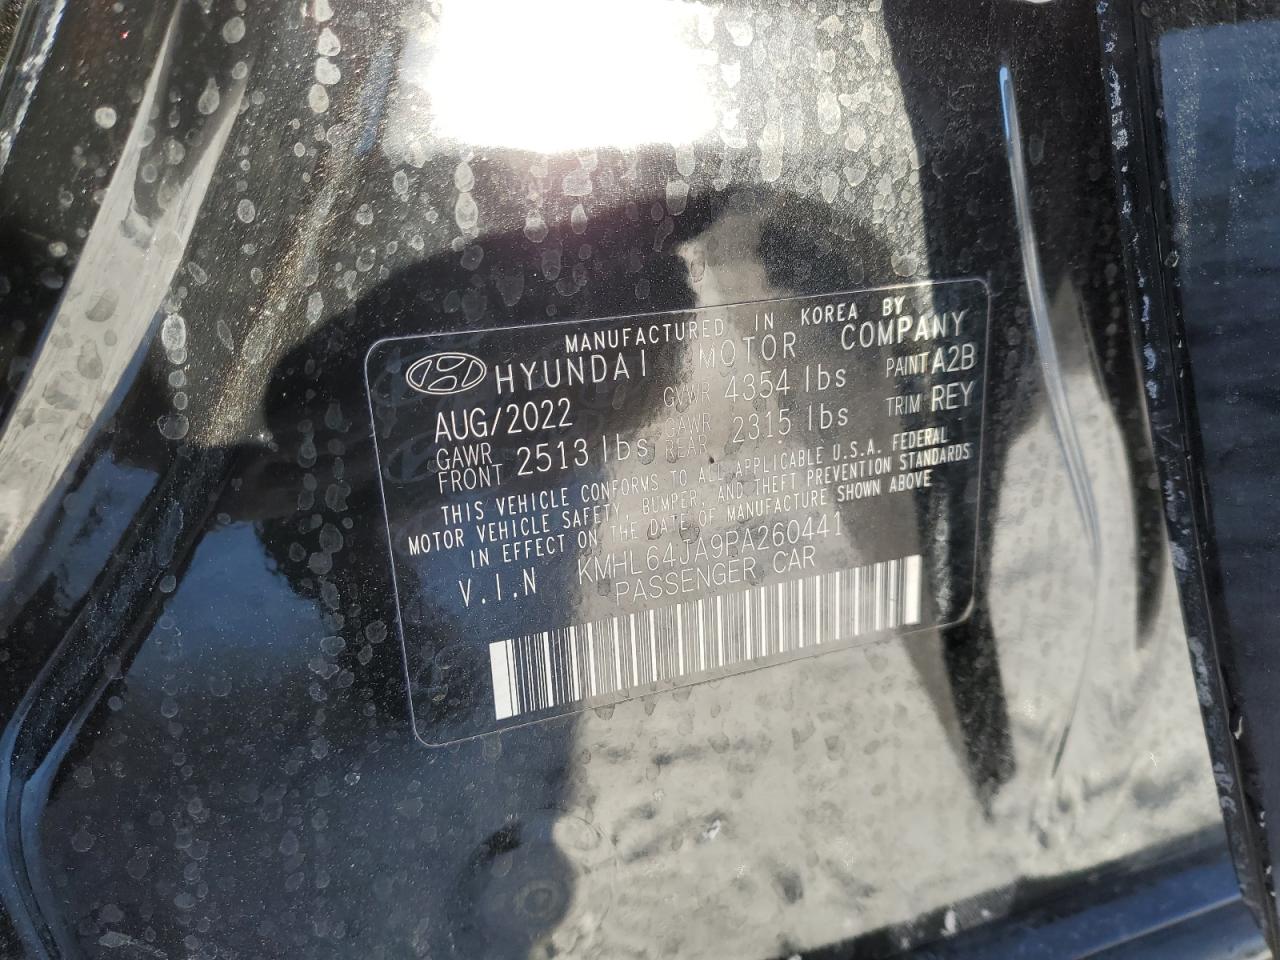 MANUFACTURED IN KOREA BY
HYUNDAI MOTOR COMPANY
AUG/2022 GVWR 4354 lbs PAINT A2B
GAWR FRONT 2513 lbs GAWR REAR 2315 lbs TRIM REY
THIS VEHICLE CONFORMS TO ALL APPLICABLE U.S.A. FEDERAL
MOTOR VEHICLE SAFETY, BUMPER, AND THEFT PREVENTION STANDARDS
IN EFFECT ON THE DATE OF MANUFACTURE SHOWN ABOVE
V.I.N KMHL64JA9PA260441
PASSENGER CAR